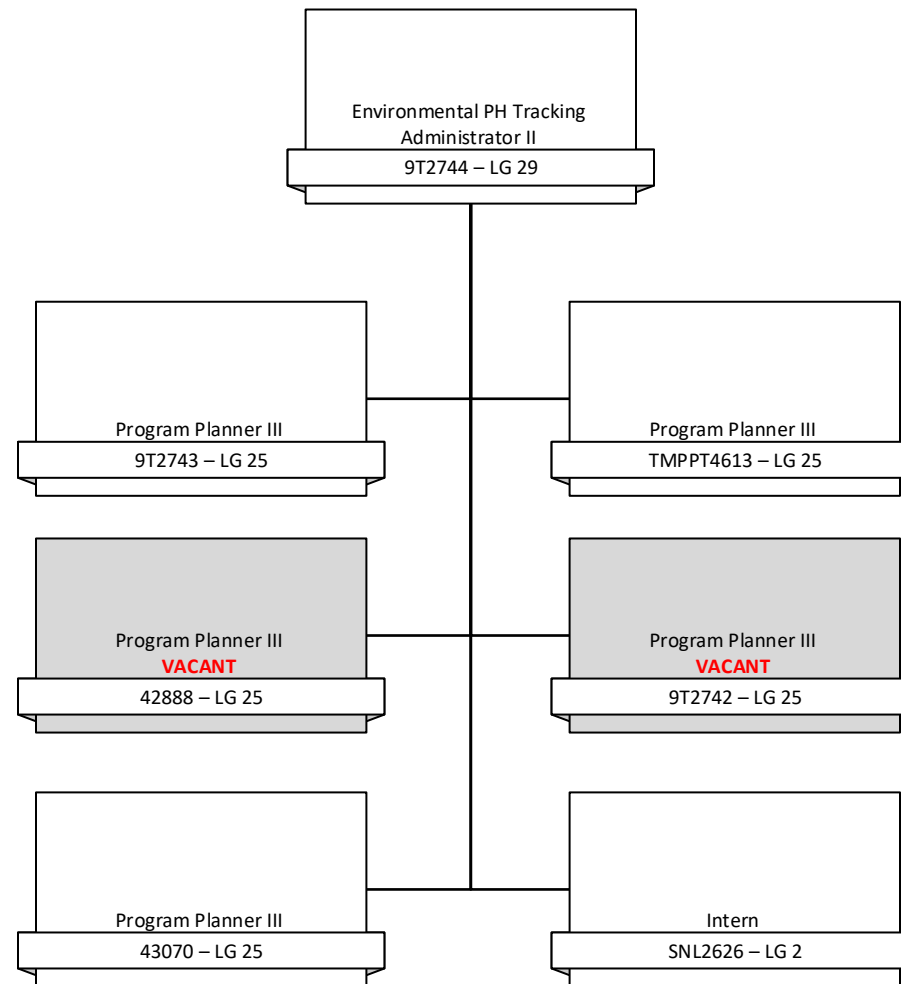 Environmental PH Tracking
Administrator II
9T2744 – LG 29
Program Planner III
9T2743 – LG 25
Program Planner III
TMPPT4613 – LG 25
Program Planner III
VACANT
42888 – LG 25
Program Planner III
VACANT
9T2742 – LG 25
Program Planner III
43070 – LG 25
Intern
SNL2626 – LG 2